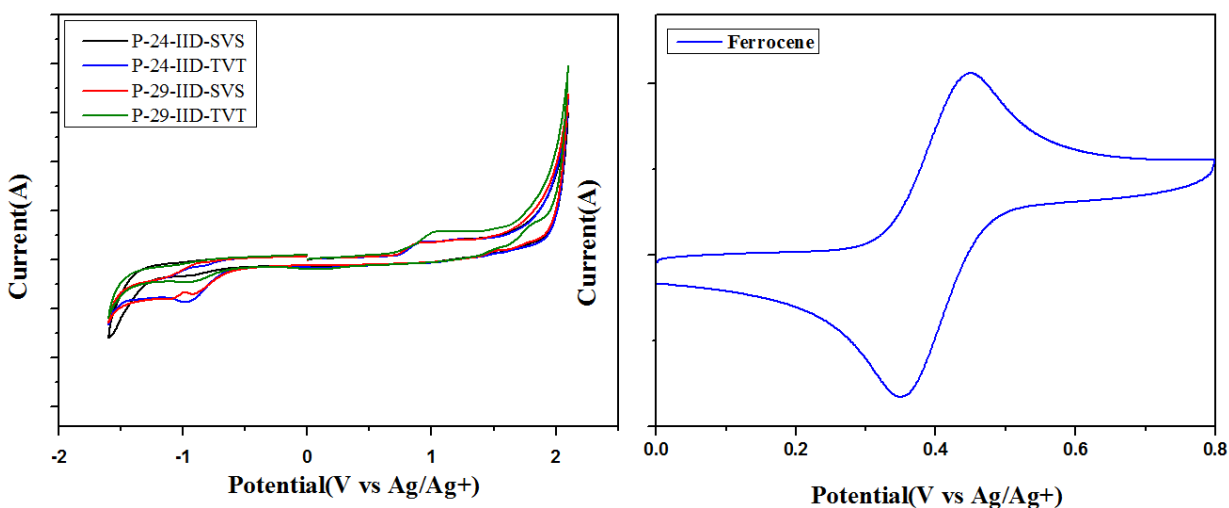 P-24-IID-SVS
P-24-IID-TVT
P-29-IID-SVS
P-29-IID-TVT
Current(A)
-2
-1
0
1
2
Potential(V vs Ag/Ag+)
Ferrocene
Current(A)
0.0
0.2
0.4
0.6
0.8
Potential(V vs Ag/Ag+)